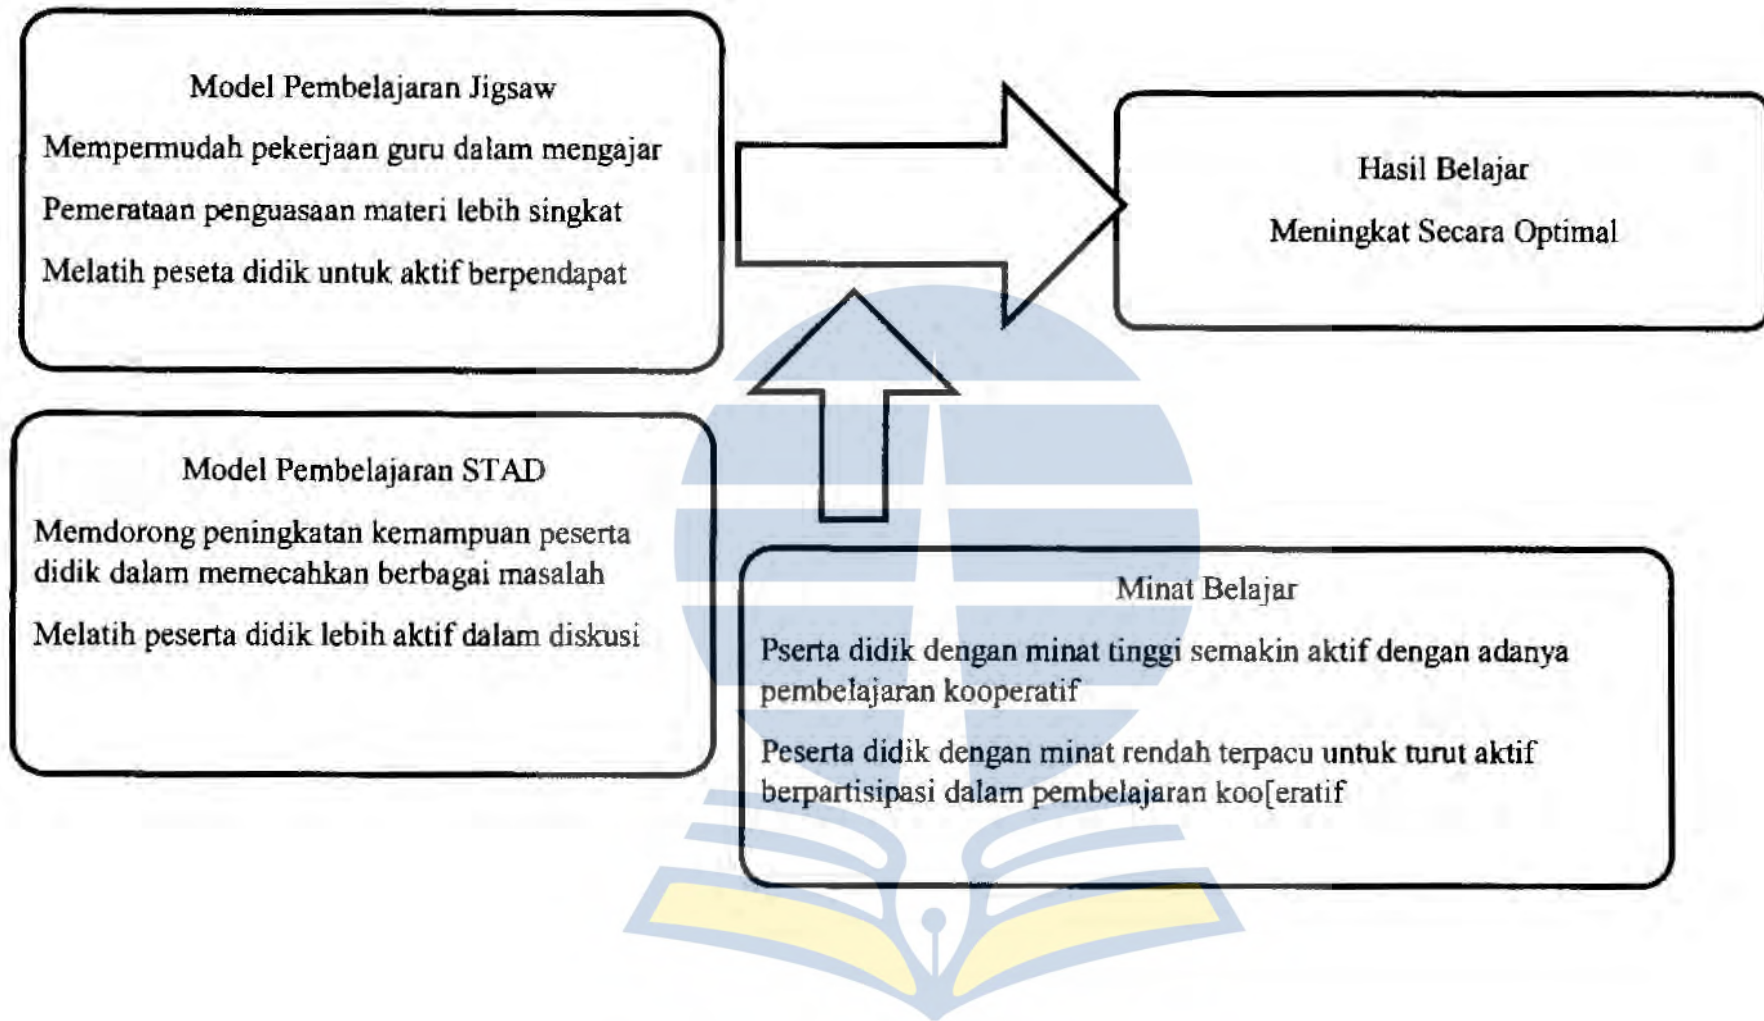 Model Pembelajaran Jigsaw
Mempermudah pekerjaan guru dalam mengajar
Pemerataan penguasaan materi lebih singkat
Melatih peseta didik untuk aktif berpendapat
Hasil Belajar
Meningkat Secara Optimal
Model Pembelajaran STAD
Memdorong peningkatan kemampuan peserta
didik dalam memecahkan berbagai masalah
Melatih peserta didik lebih aktif dalam diskusi
Minat Belajar
Pserta didik dengan minat tinggi semakin aktif dengan adanya
pembelajaran kooperatif
Peserta didik dengan minat rendah terpacu untuk turut aktif
berpartisipasi dalam pembelajaran koo[eratif